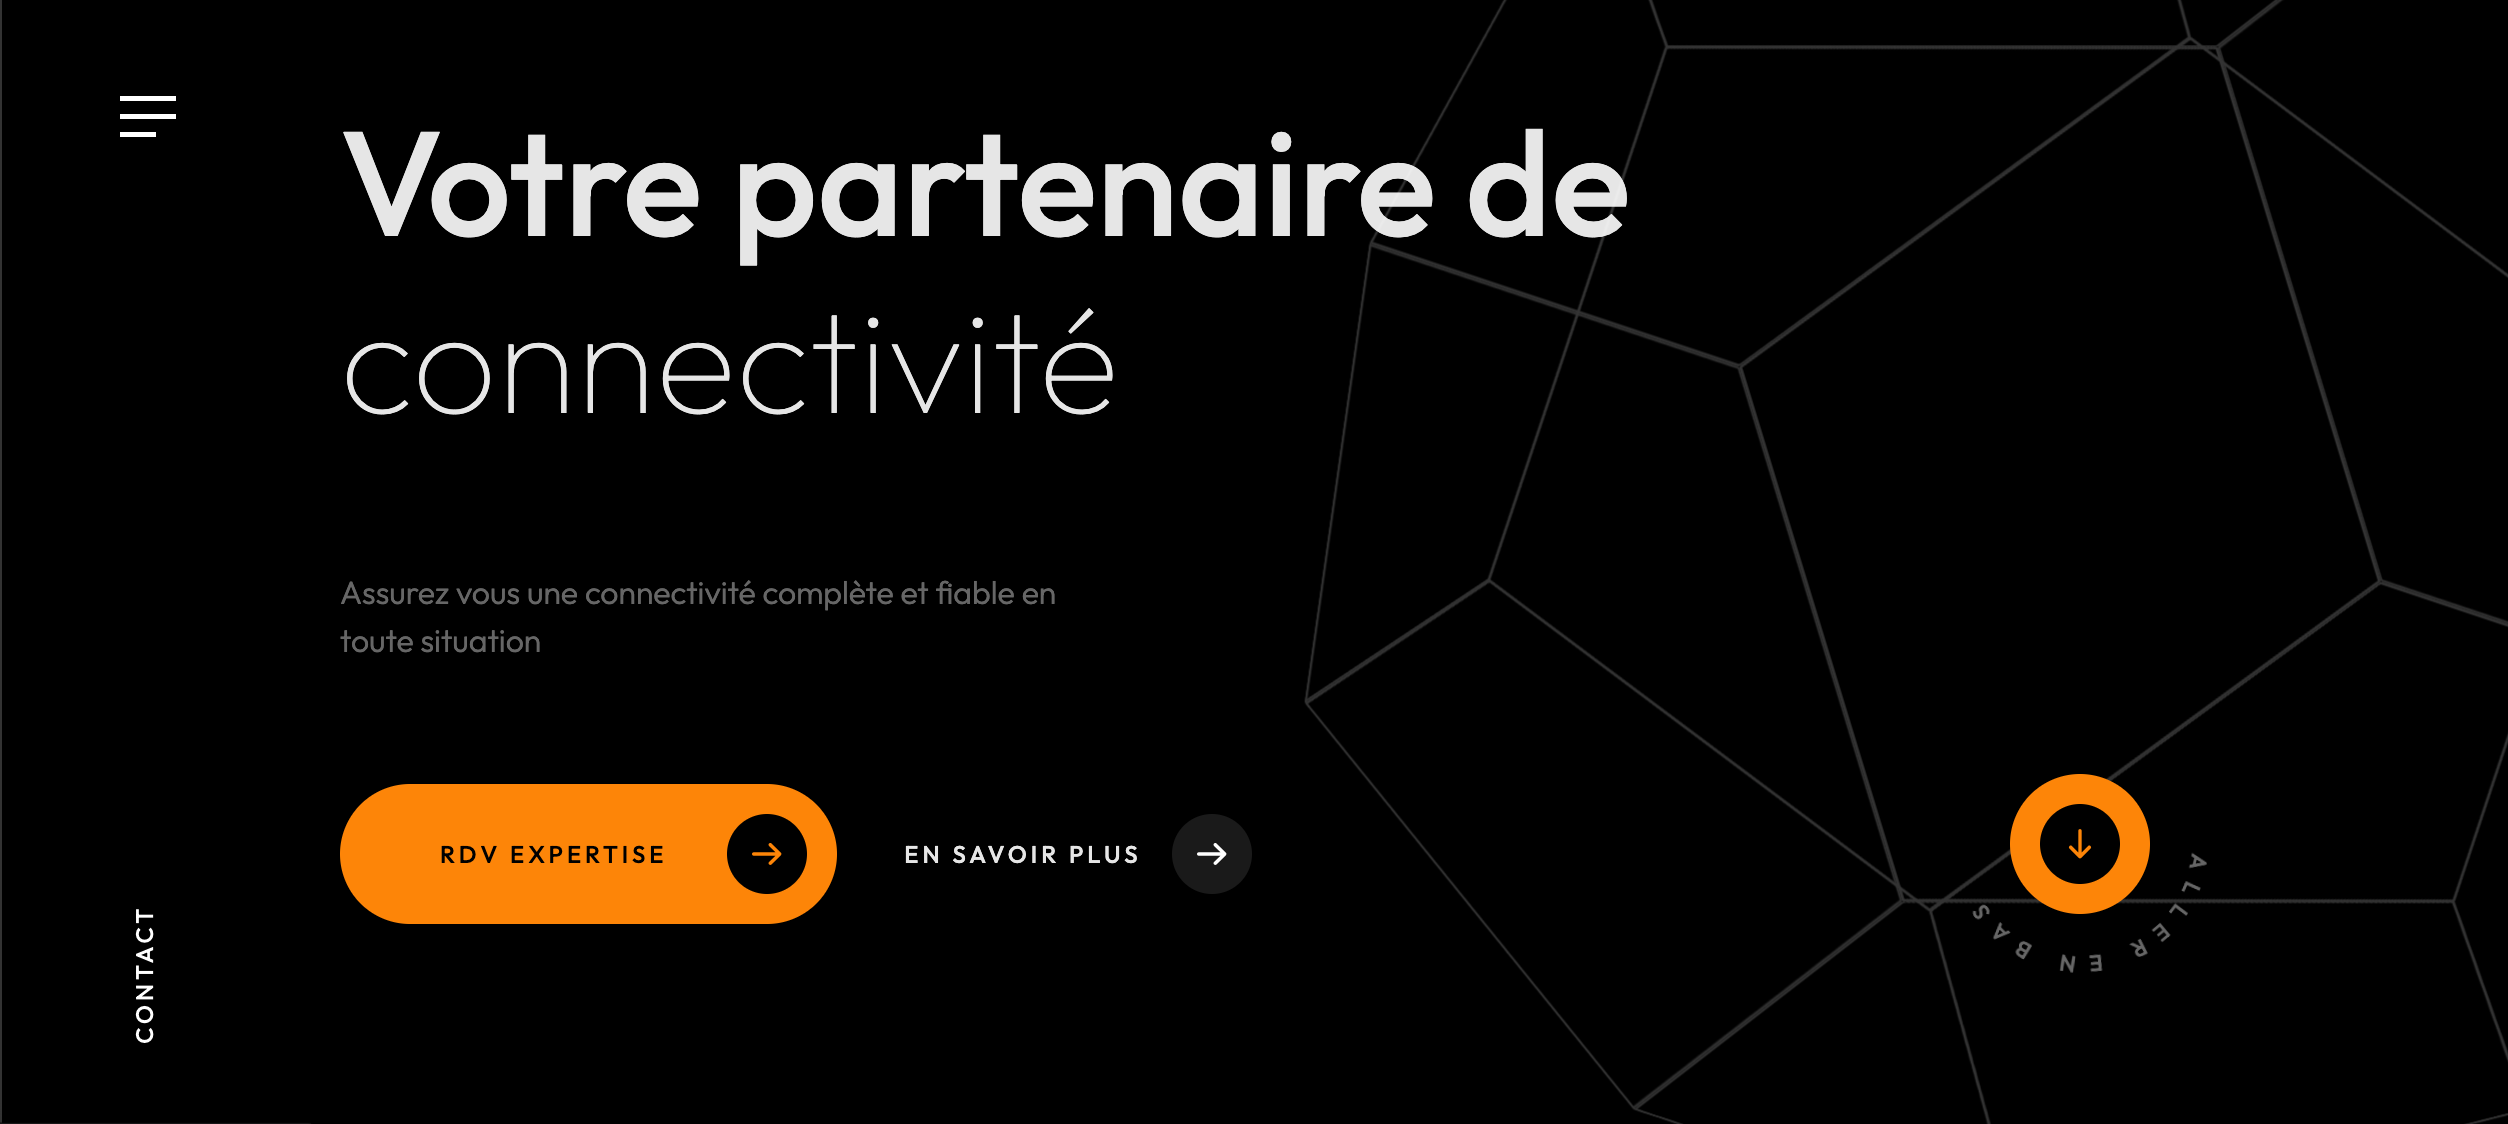 Votre partenaire de
connectivité
Assurez vous une connectivité complète et fiable en
toute situation
RDV EXPERTISE
EN SAVOIR PLUS
ALLER EN BAS
CONTACT